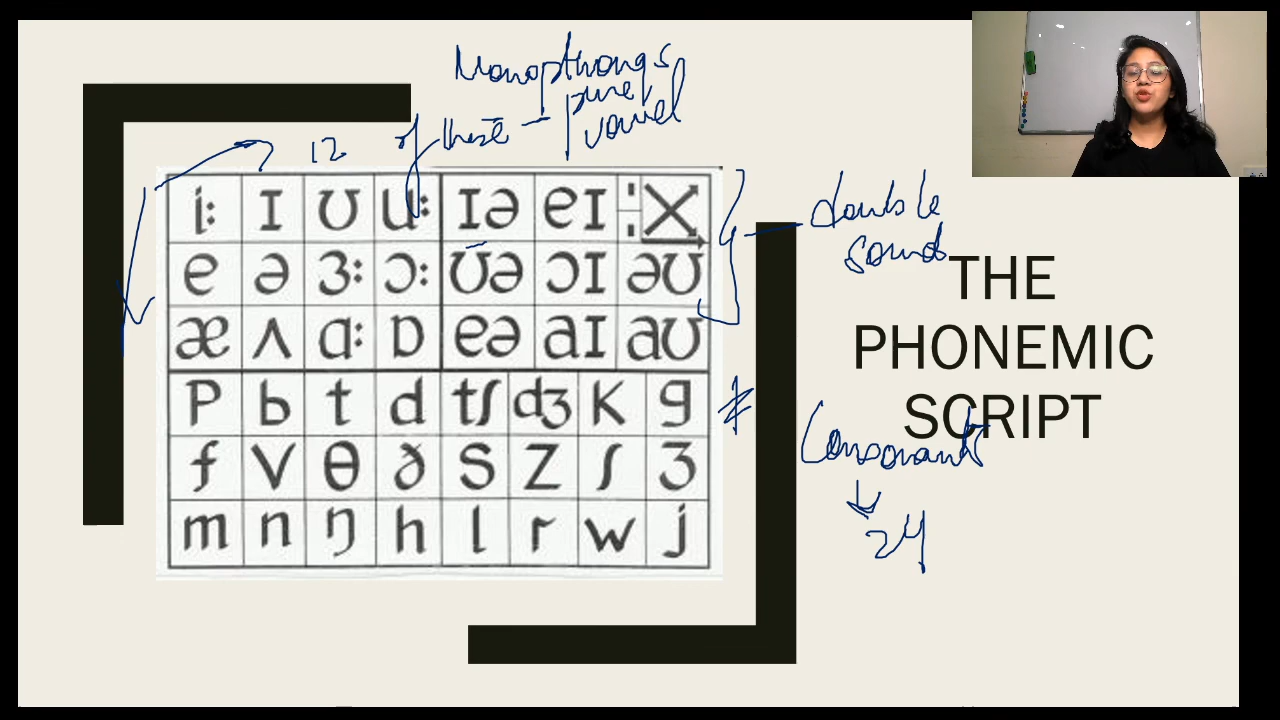 Monopthongs
pure
12 of these - vowel
iː ɪ ʊ uː ɪə eɪ
e ə ɜː ɔː ʊə ɔɪ əʊ
æ ʌ ɑː ɒ eə aɪ aʊ
p b t d tʃ dʒ k g
f v θ ð s z ʃ ʒ
m n ŋ h l r w j
double
sound
THE
PHONEMIC
SCRIPT
Consonants
24